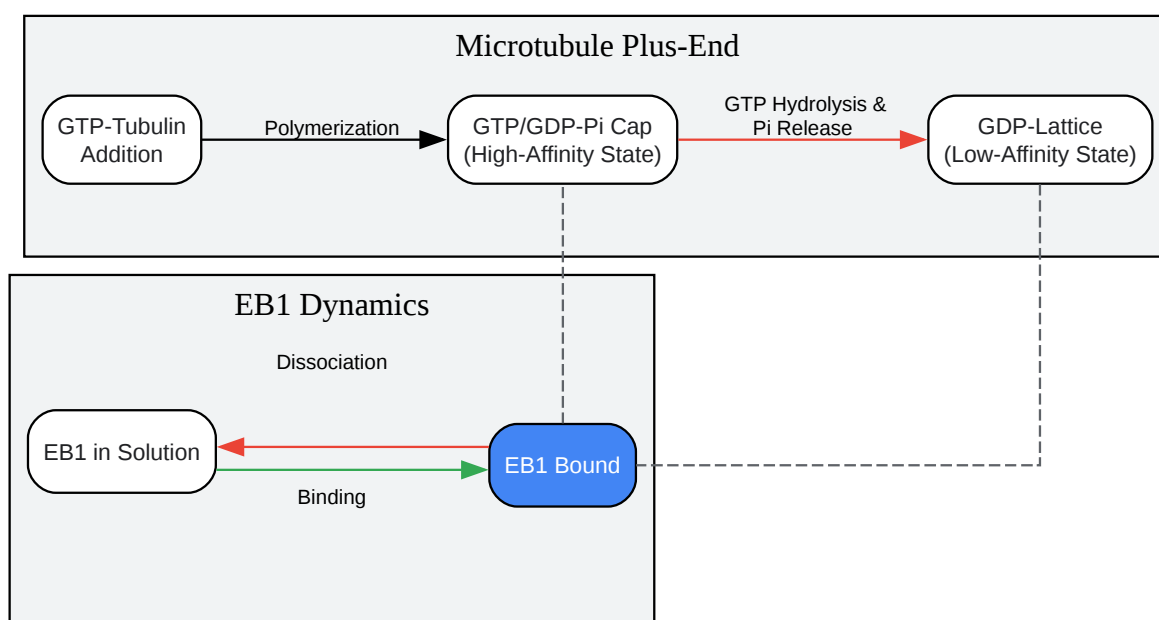 Microtubule Plus-End
GTP-Tubulin
Addition
Polymerization
GTP/GDP-Pi Cap
(High-Affinity State)
GTP Hydrolysis &
Pi Release
GDP-Lattice
(Low-Affinity State)
EB1 Dynamics
Dissociation
EB1 in Solution
EB1 Bound
Binding